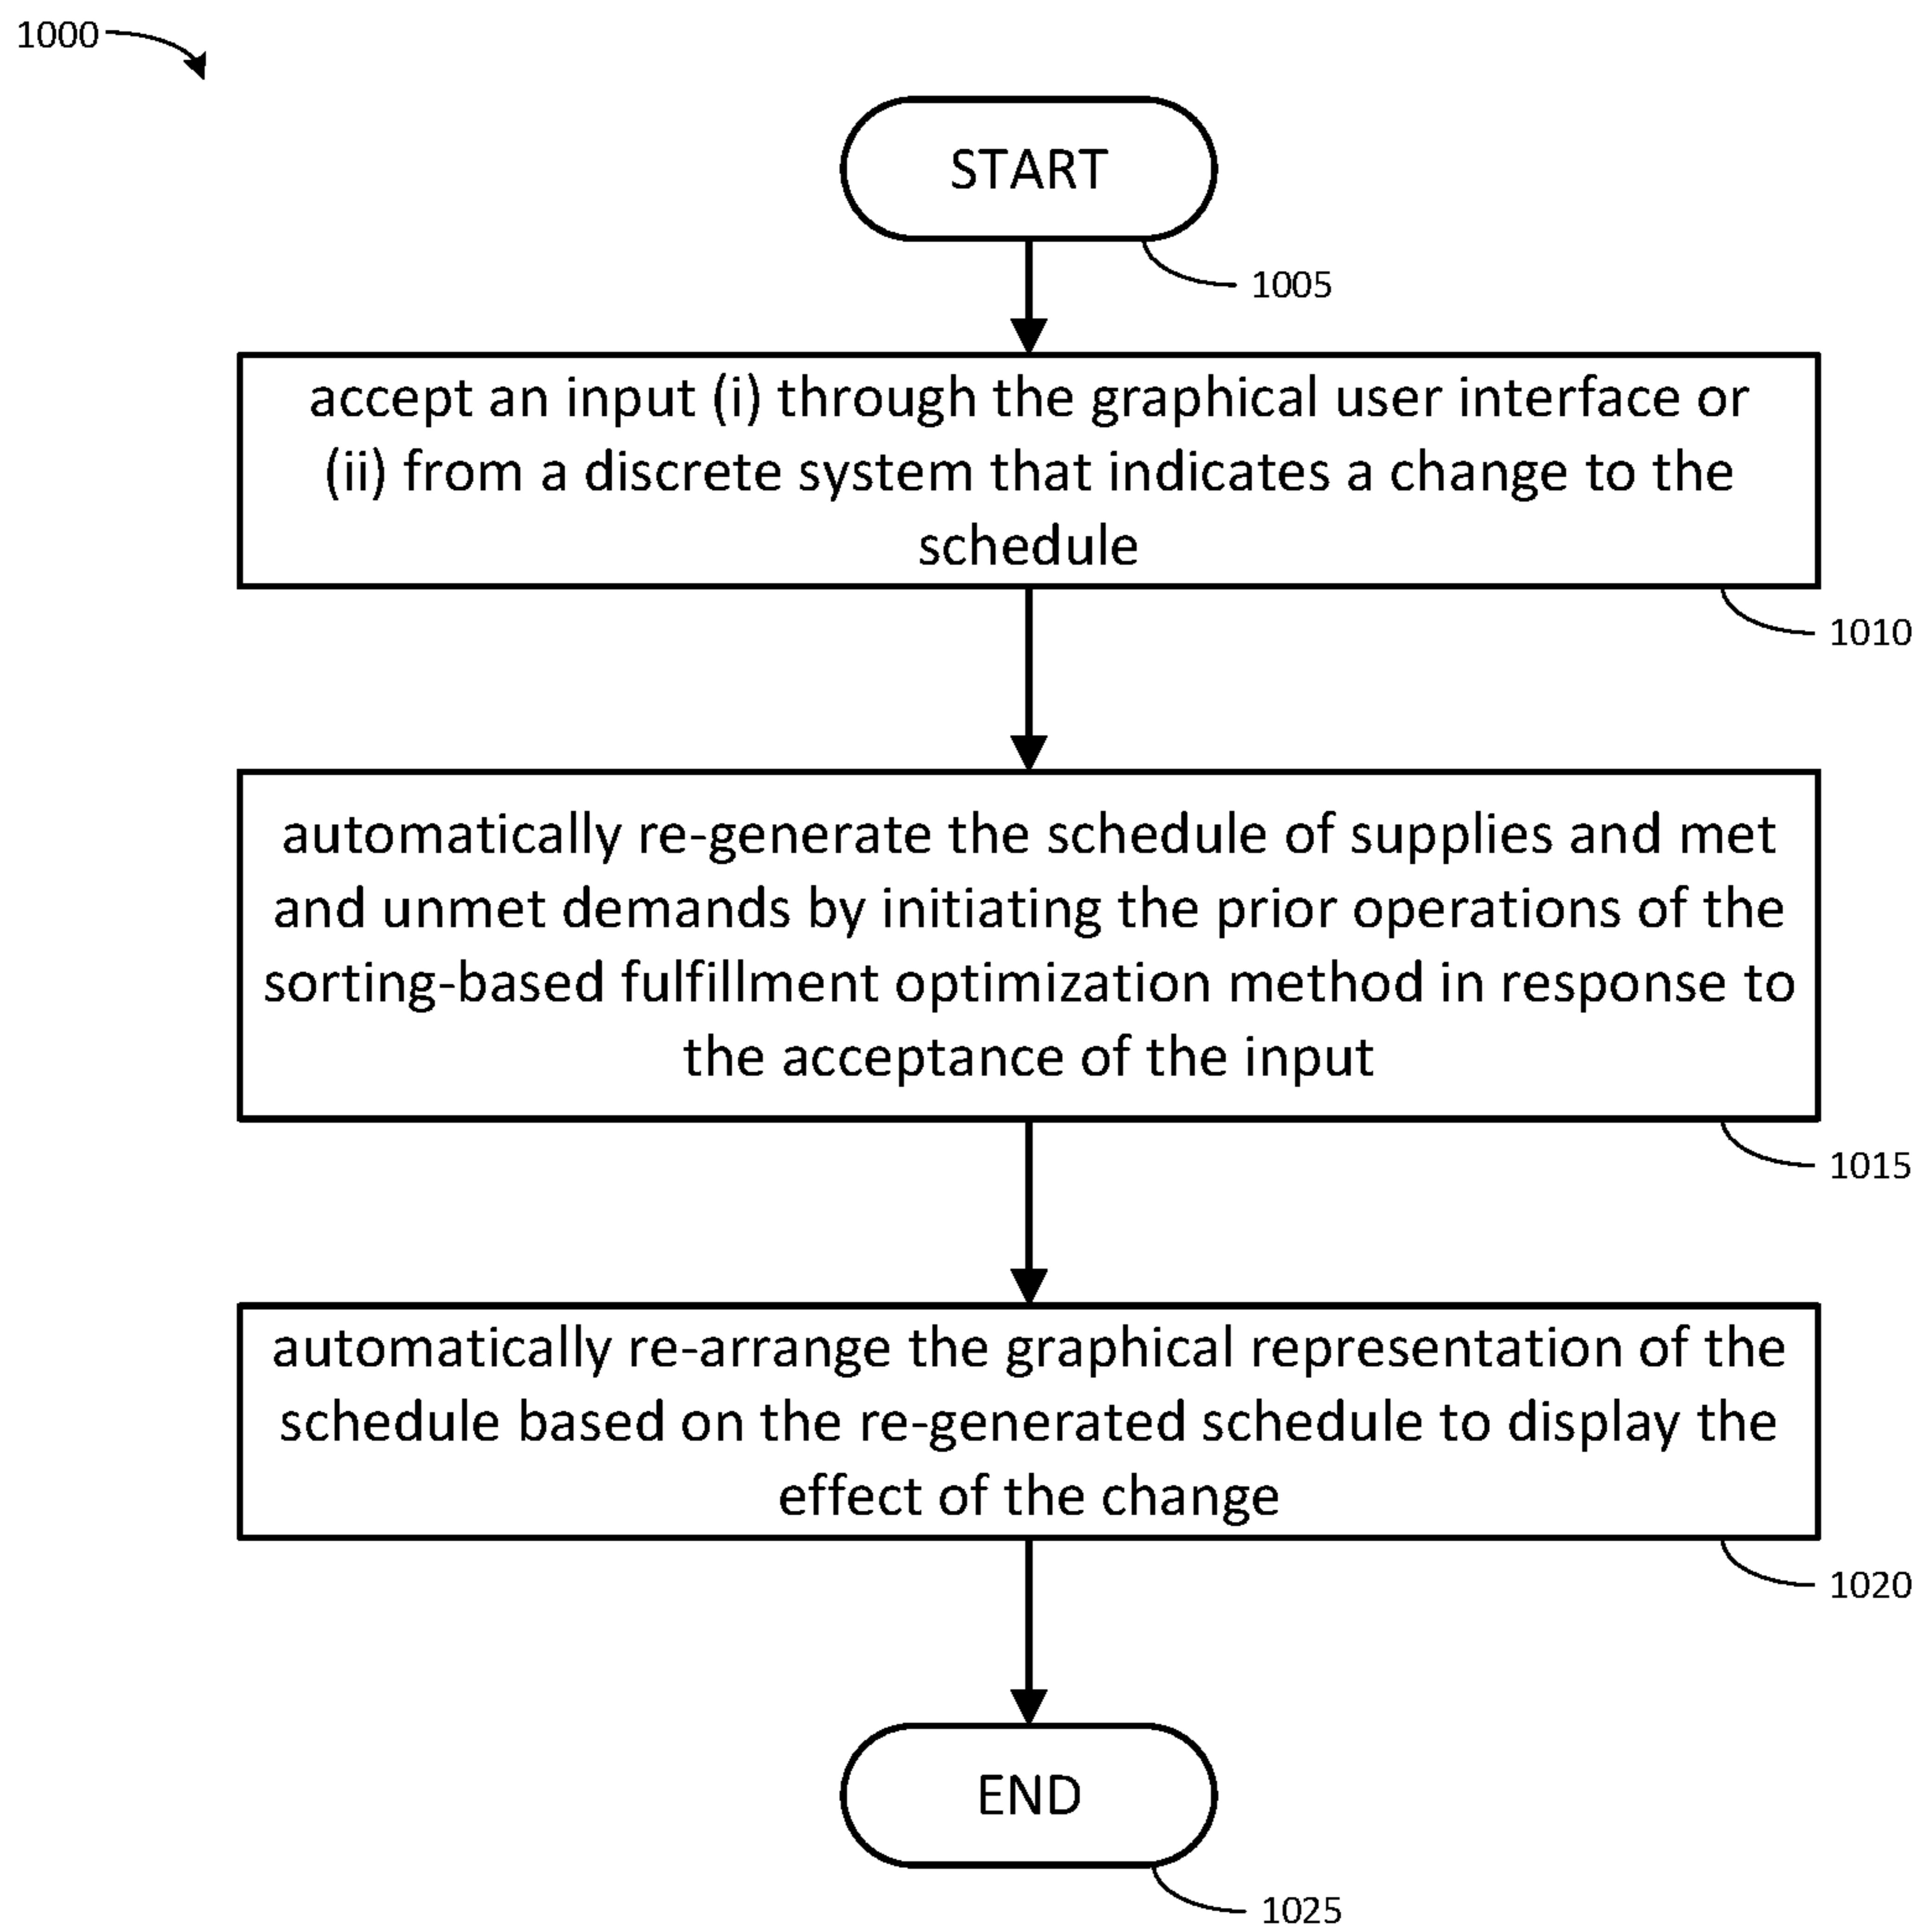 1000
START
1005
accept an input (i) through the graphical user interface or
(ii) from a discrete system that indicates a change to the
schedule
1010
automatically re-generate the schedule of supplies and met
and unmet demands by initiating the prior operations of the
sorting-based fulfillment optimization method in response to
the acceptance of the input
1015
automatically re-arrange the graphical representation of the
schedule based on the re-generated schedule to display the
effect of the change
1020
END
1025